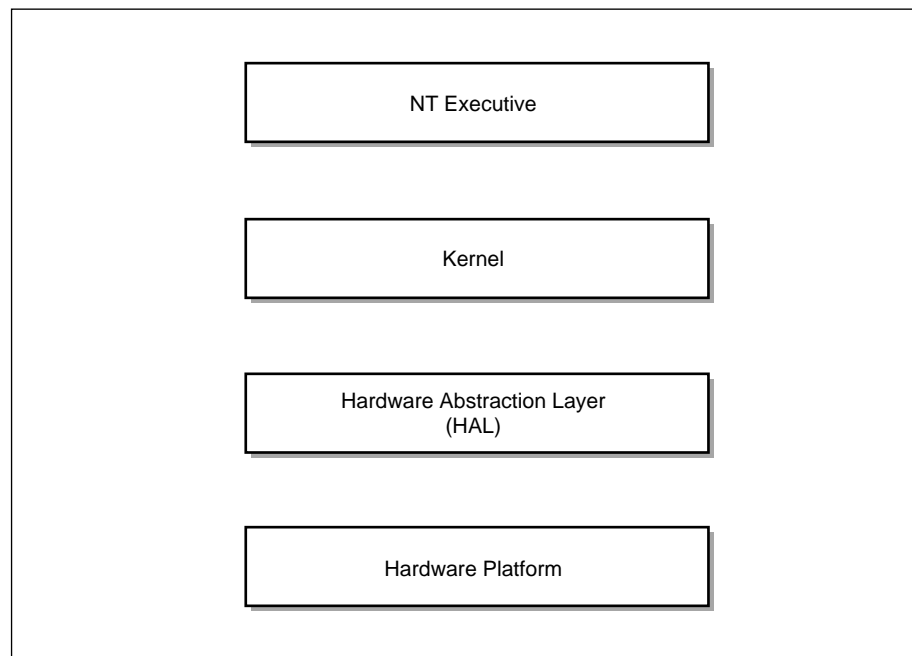 NT Executive
Kernel
Hardware Abstraction Layer
(HAL)
Hardware Platform